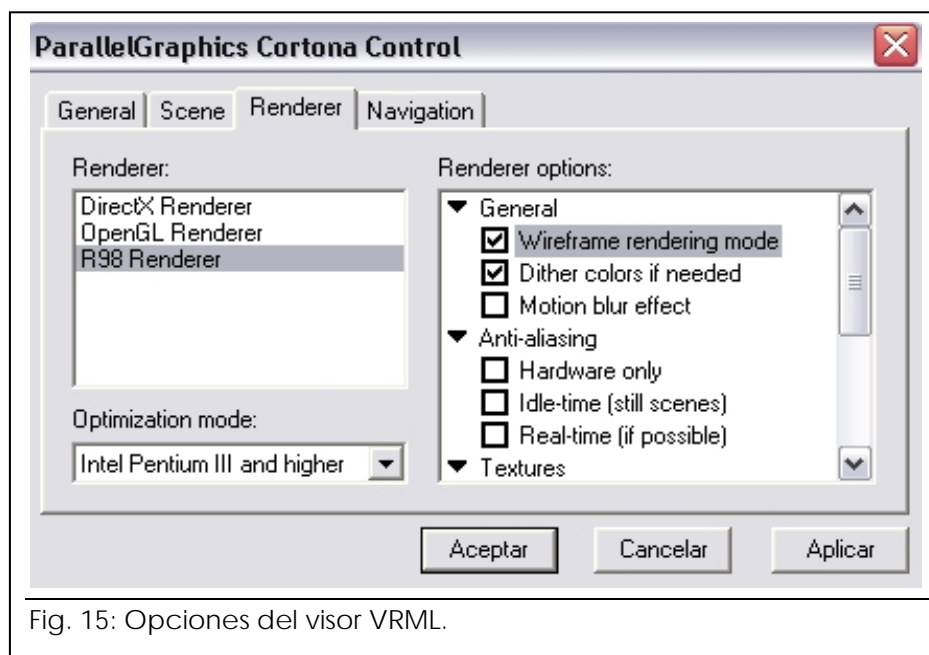 ParallelGraphics Cortona Control
General Scene Renderer Navigation
Renderer:
DirectX Renderer
OpenGL Renderer
R98 Renderer
Optimization mode:
Intel Pentium III and higher
Renderer options:
General
Wireframe rendering mode
Dither colors if needed
Motion blur effect
Anti-aliasing
Hardware only
Idle-time (still scenes)
Real-time (if possible)
Textures
Aceptar Cancelar Aplicar
Fig. 15: Opciones del visor VRML.